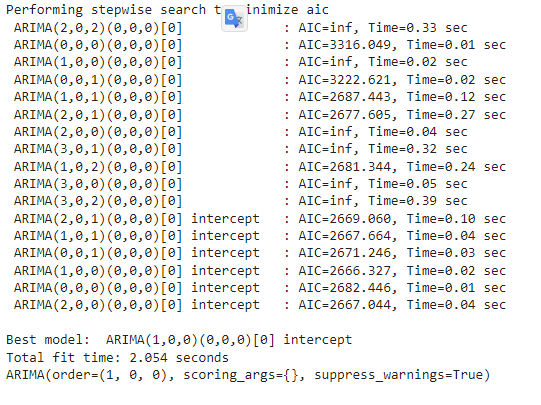 Performing stepwise search t inimize aic
ARIMA(2,0,2)(0,0,0)[0] : AIC=inf, Time=0.33 sec
ARIMA(0,0,0)(0,0,0)[0] : AIC=3316.049, Time=0.01 sec
ARIMA(1,0,0)(0,0,0)[0] : AIC=inf, Time=0.02 sec
ARIMA(0,0,1)(0,0,0)[0] : AIC=3222.621, Time=0.02 sec
ARIMA(1,0,1)(0,0,0)[0] : AIC=2687.443, Time=0.12 sec
ARIMA(2,0,1)(0,0,0)[0] : AIC=2677.605, Time=0.27 sec
ARIMA(2,0,0)(0,0,0)[0] : AIC=inf, Time=0.04 sec
ARIMA(3,0,1)(0,0,0)[0] : AIC=inf, Time=0.32 sec
ARIMA(1,0,2)(0,0,0)[0] : AIC=2681.344, Time=0.24 sec
ARIMA(3,0,0)(0,0,0)[0] : AIC=inf, Time=0.05 sec
ARIMA(3,0,2)(0,0,0)[0] : AIC=inf, Time=0.39 sec
ARIMA(2,0,1)(0,0,0)[0] intercept : AIC=2669.060, Time=0.10 sec
ARIMA(1,0,1)(0,0,0)[0] intercept : AIC=2667.664, Time=0.04 sec
ARIMA(0,0,1)(0,0,0)[0] intercept : AIC=2671.246, Time=0.03 sec
ARIMA(1,0,0)(0,0,0)[0] intercept : AIC=2666.327, Time=0.02 sec
ARIMA(0,0,0)(0,0,0)[0] intercept : AIC=2682.446, Time=0.01 sec
ARIMA(2,0,0)(0,0,0)[0] intercept : AIC=2667.044, Time=0.04 sec
Best model: ARIMA(1,0,0)(0,0,0)[0] intercept
Total fit time: 2.054 seconds
ARIMA(order=(1, 0, 0), scoring_args={}, suppress_warnings=True)